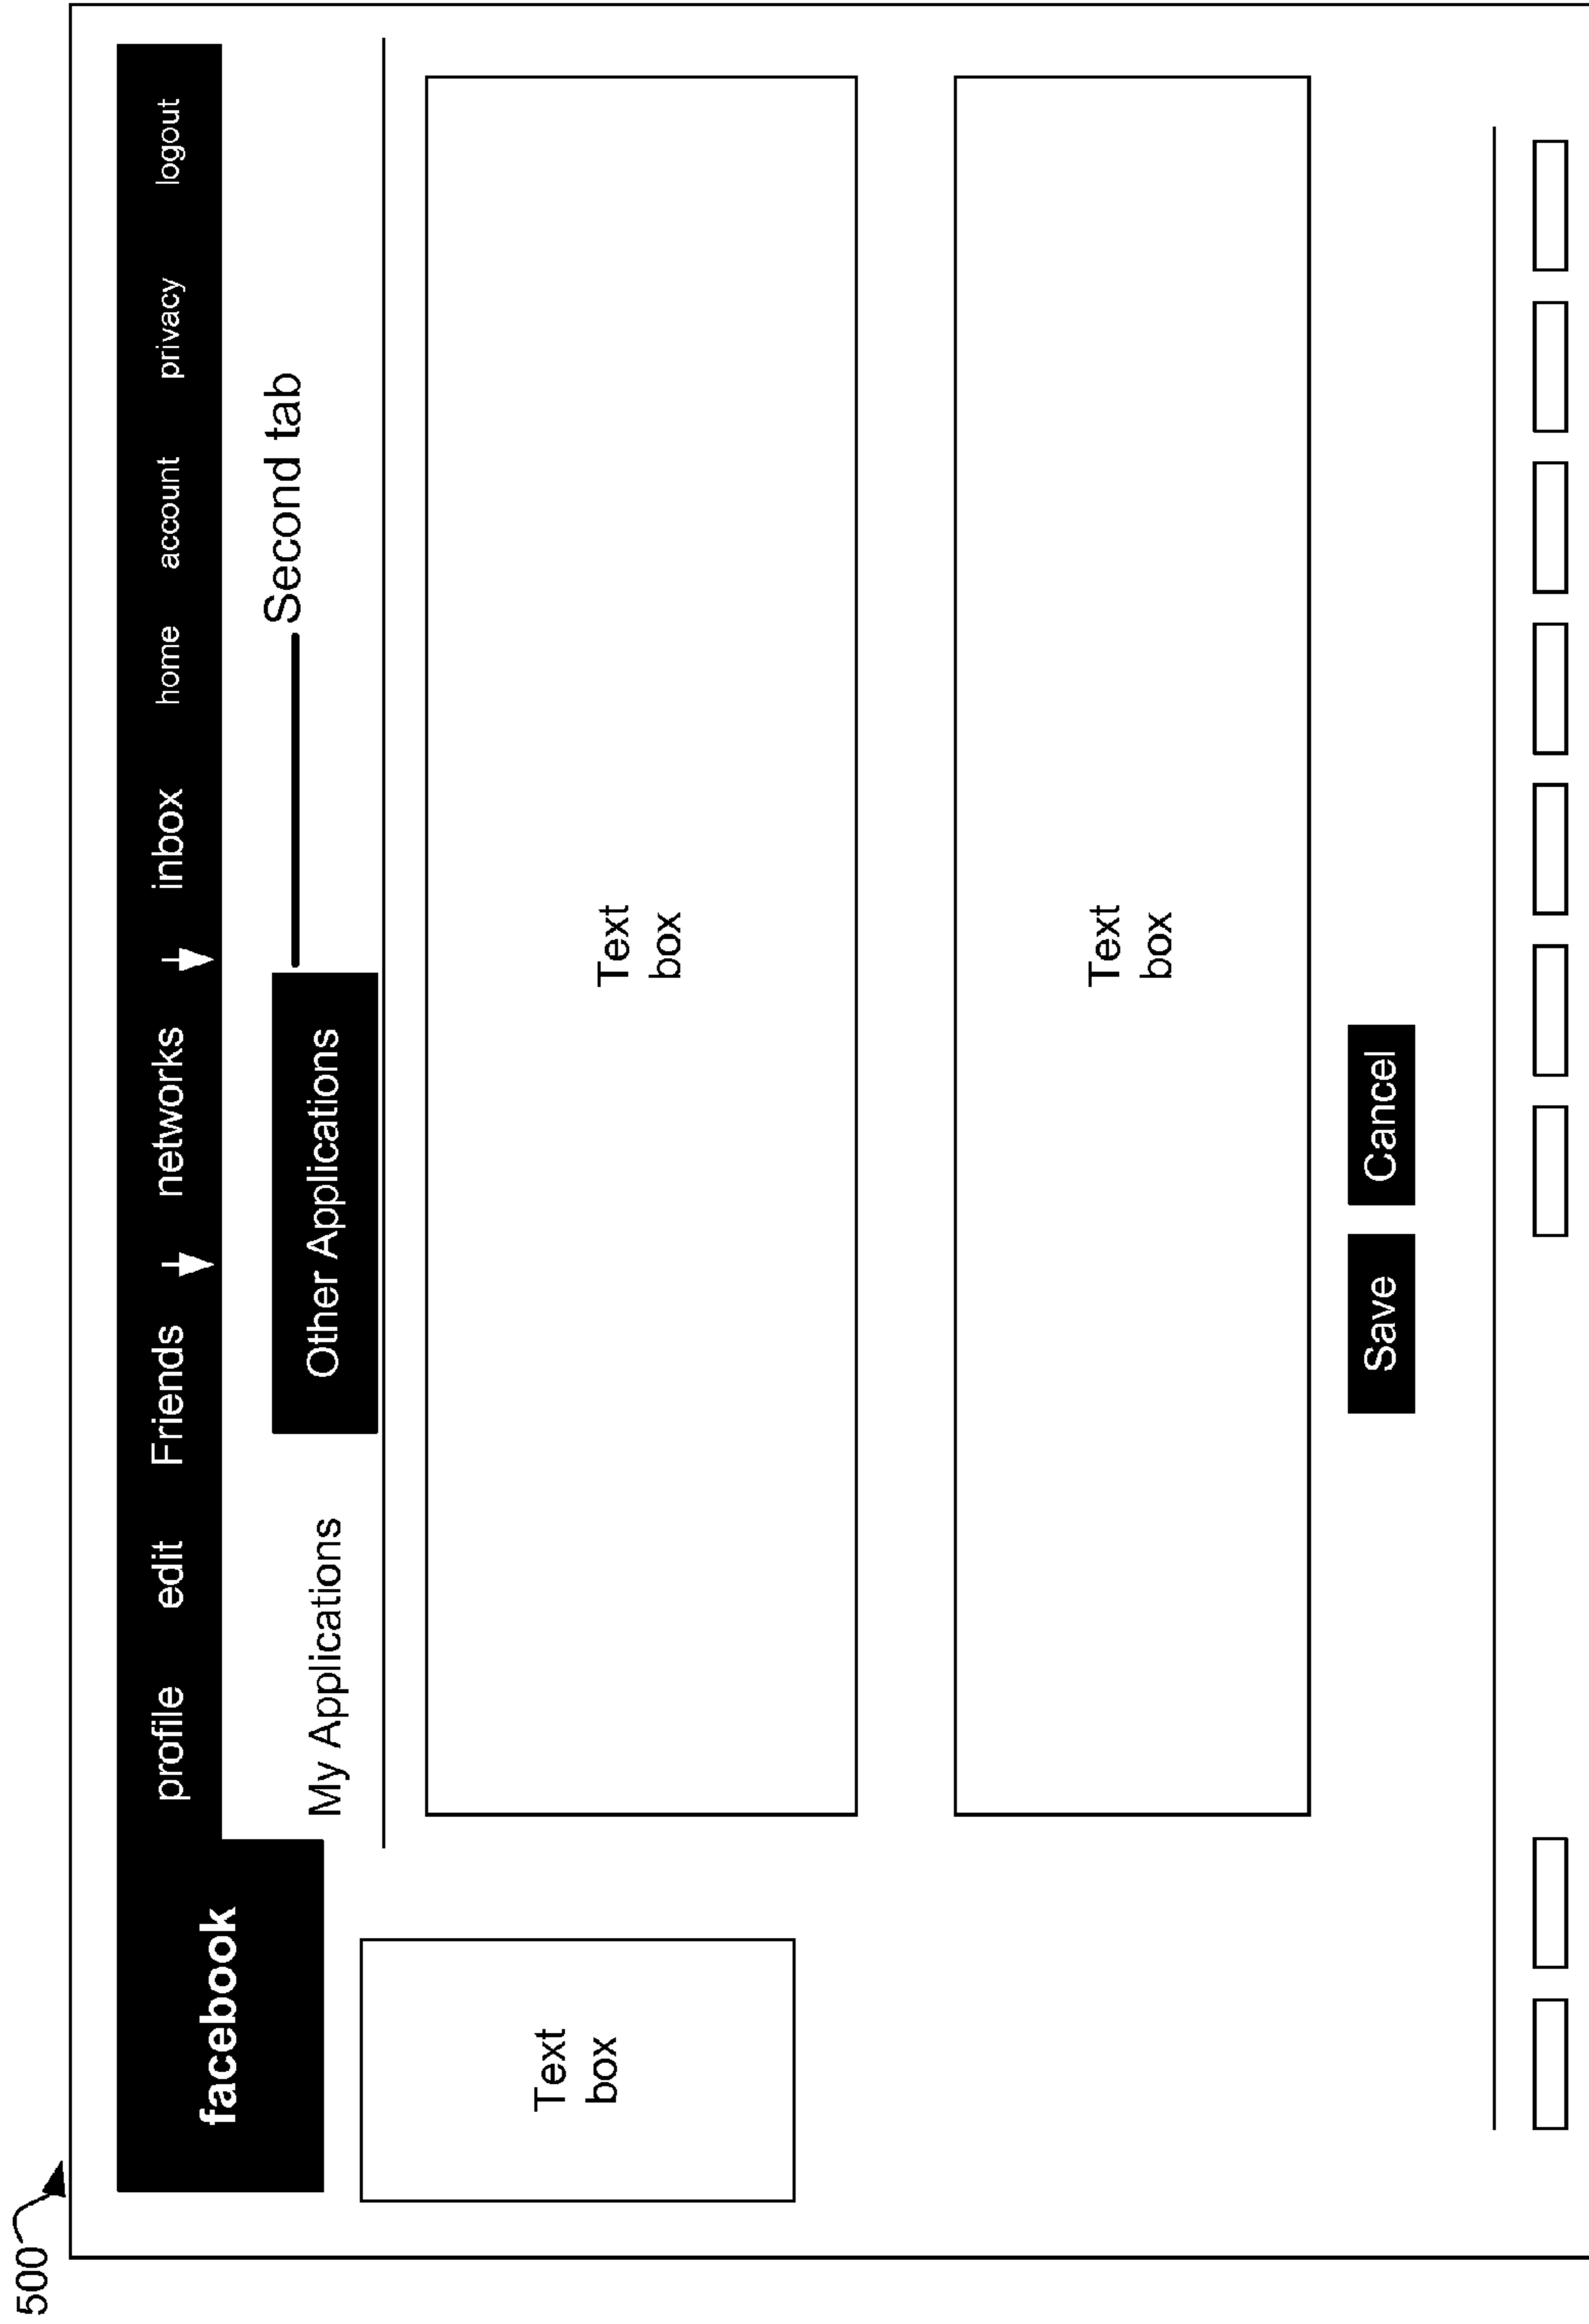 500
facebook
profile edit Friends networks inbox home account privacy logout
My Applications
Other Applications
Second tab
Text
box
Text
box
Text
box
Save
Cancel